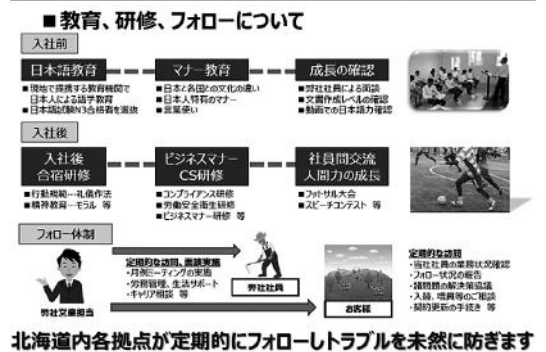 ■教育、研修、フォローについて
入社前
日本語教育
マナー教育
成長の確認
■現地で提携する教育機関で
日本人による語学教育
■日本語試験N3合格者を選抜
■日本と各国との文化の違い
■日本人特有のマナー
■言葉使い
■弊社社員による面談
■文書作成レベルの確認
■動画での日本語力確認
入社後
入社後
合宿研修
ビジネスマナー
CS研修
社員間交流
人間力の成長
■行動規範…礼儀作法
■精神教育…モラル 等
■コンプライアンス研修
■労働安全衛生研修
■ビジネスマナー研修 等
■フットサル大会
■スピーチコンテスト 等
フォロー体制
定期的な訪問、面談実施
・月例ミーティングの実施
・労務管理、生活サポート
・キャリア相談 等
弊社営業担当
弊社社員
お客様
定期的な訪問
・当社社員の業務状況確認
・フォロー状況の報告
・諸問題の解決策協議
・入替、増員等のご相談
・契約更新の手続き 等
北海道内各拠点が定期的にフォローしトラブルを未然に防ぎます